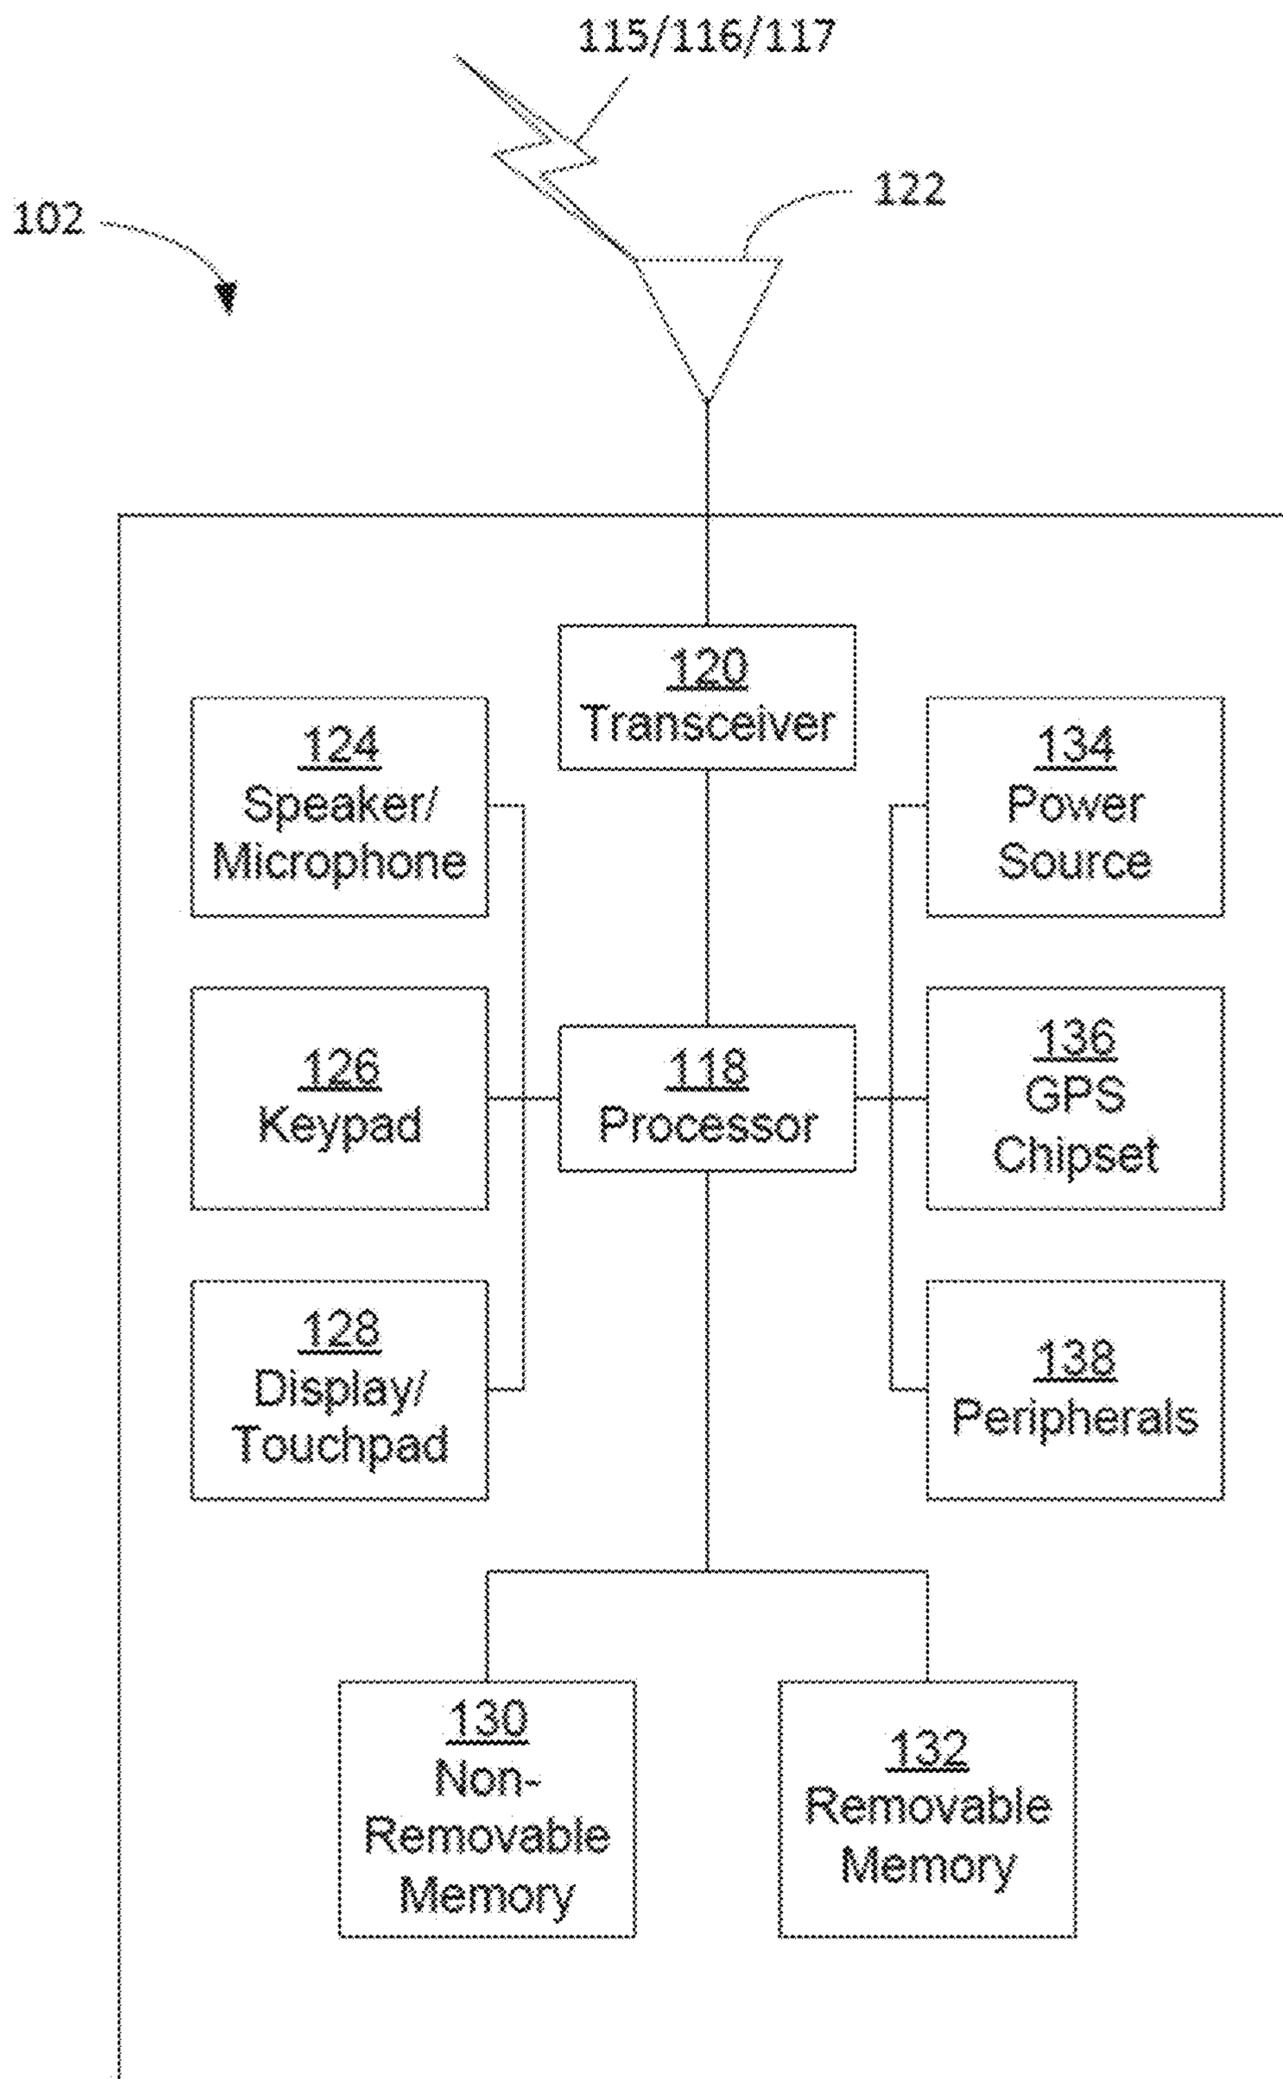 115/116/117
122
102
120
Transceiver
124
Speaker/
Microphone
134
Power
Source
126
Keypad
118
Processor
136
GPS
Chipset
128
Display/
Touchpad
138
Peripherals
130
Non-
Removable
Memory
132
Removable
Memory